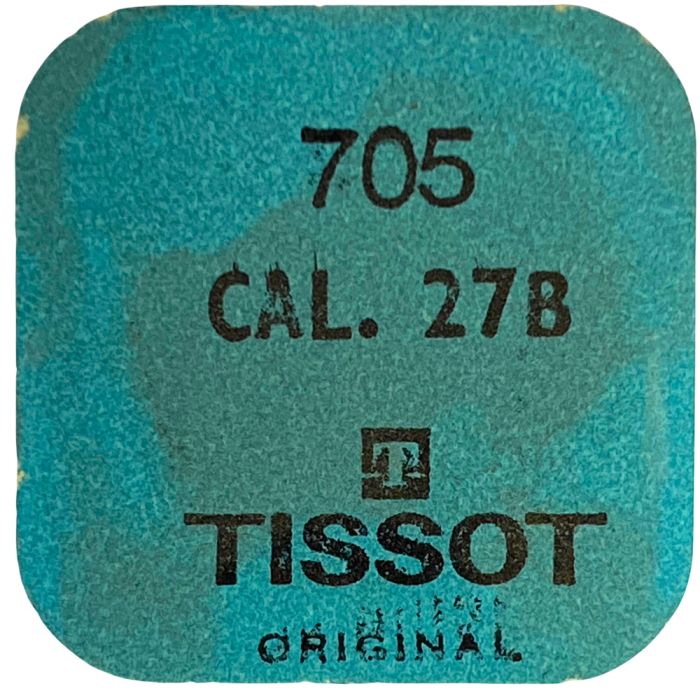 705
CAL. 27B
T
TISSOT
ORIGINAL